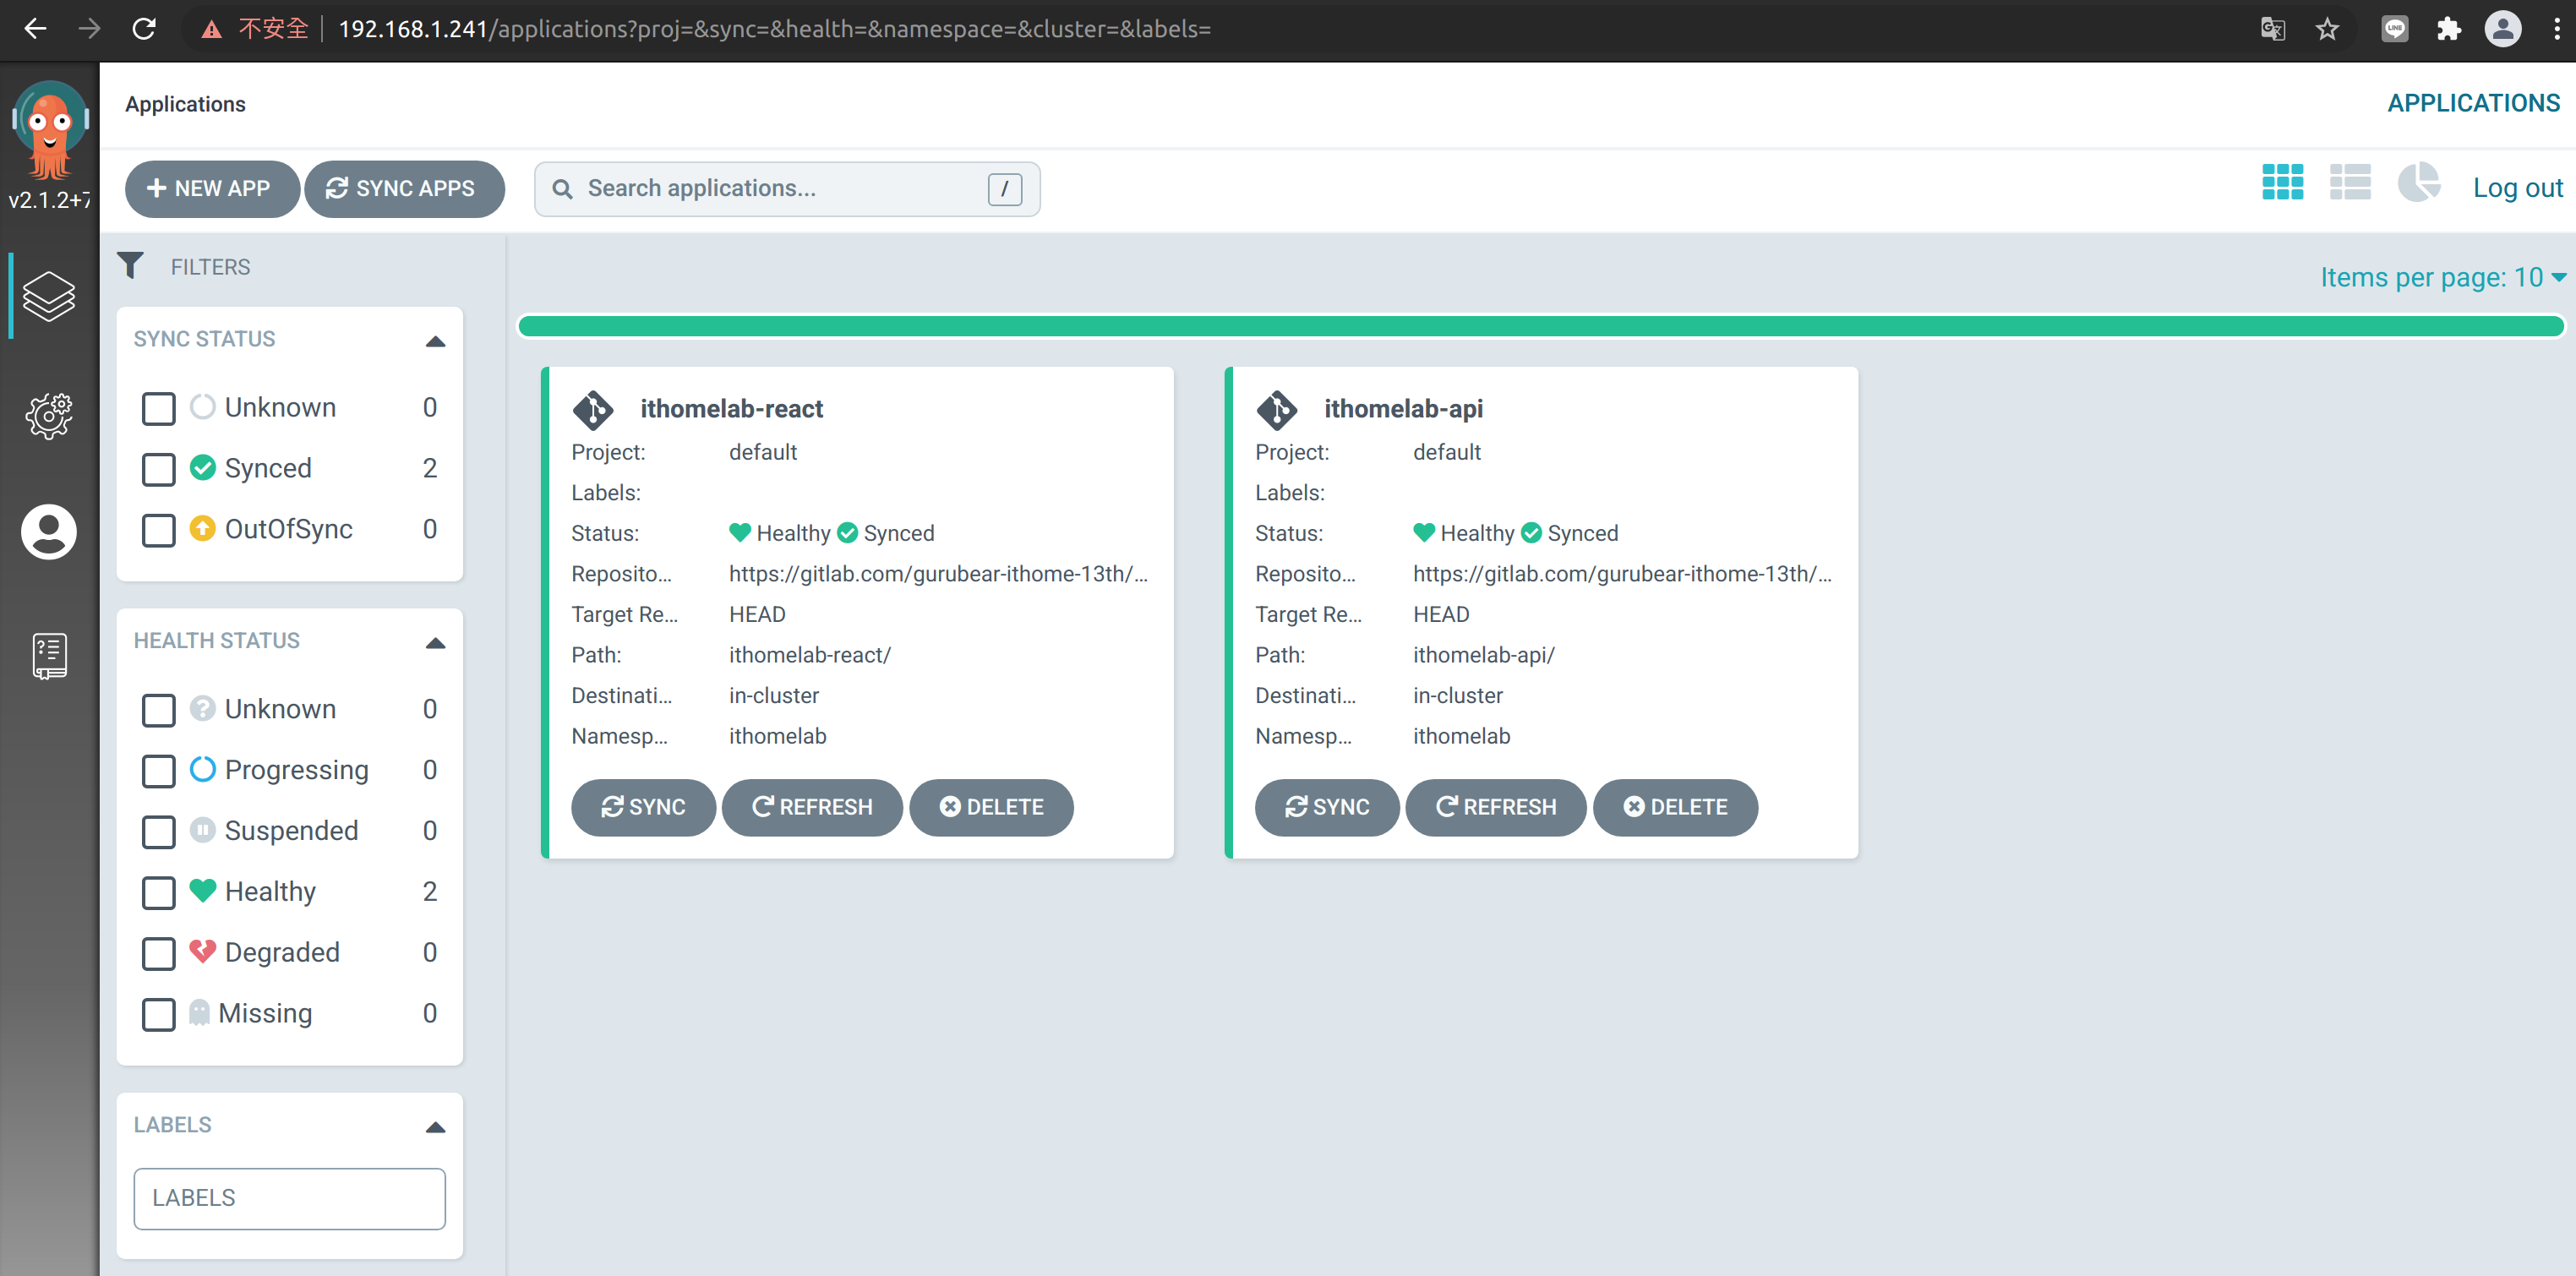 不安全 192.168.1.241/applications?proj=&sync=&health=&namespace=&cluster=&labels=
LINE
Applications
APPLICATIONS
v2.1.2+7
NEW APP
SYNC APPS
Search applications...
/
Log out
FILTERS
Items per page: 10
SYNC STATUS
Unknown 0
Synced 2
OutOfSync 0
HEALTH STATUS
Unknown 0
Progressing 0
Suspended 0
Healthy 2
Degraded 0
Missing 0
LABELS
LABELS
ithomelab-react
Project: default
Labels:
Status: Healthy Synced
Reposito... https://gitlab.com/gurubear-ithome-13th/...
Target Re... HEAD
Path: ithomelab-react/
Destinati... in-cluster
Namesp... ithomelab
SYNC REFRESH DELETE
ithomelab-api
Project: default
Labels:
Status: Healthy Synced
Reposito... https://gitlab.com/gurubear-ithome-13th/...
Target Re... HEAD
Path: ithomelab-api/
Destinati... in-cluster
Namesp... ithomelab
SYNC REFRESH DELETE